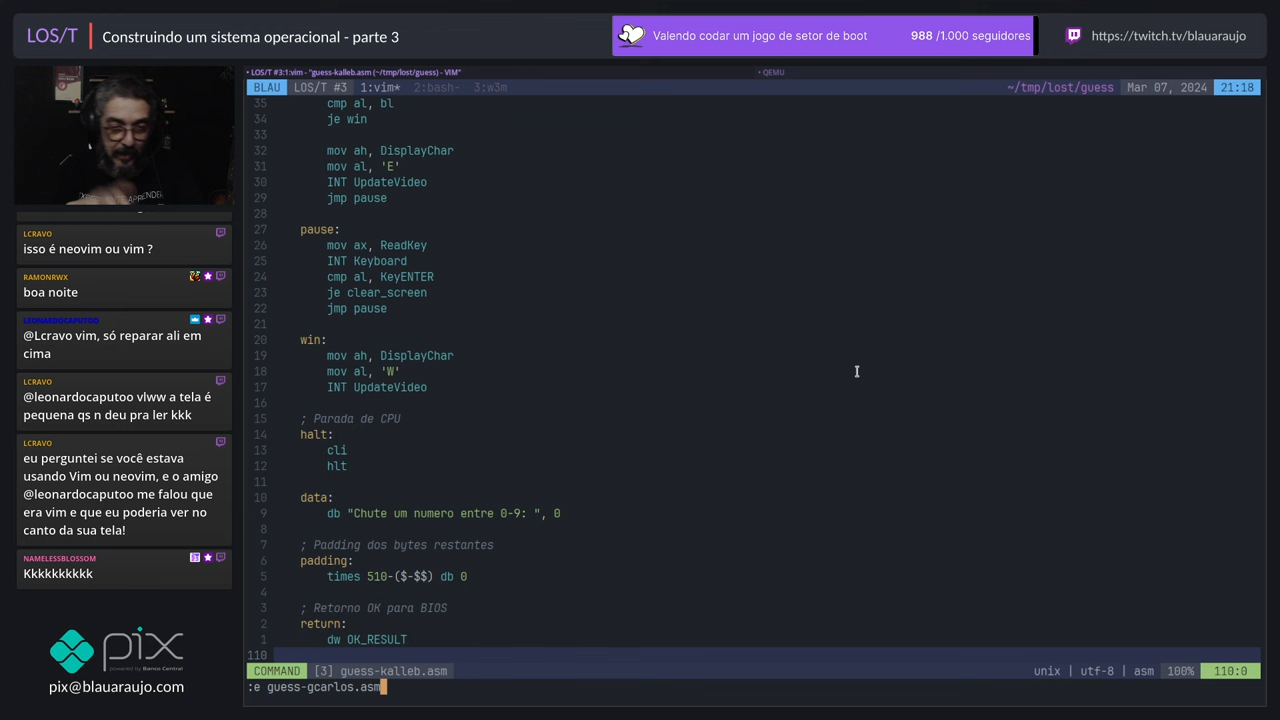 LOS/T
Construindo um sistema operacional - parte 3
Valendo codar um jogo de setor de boot
988 /1.000 seguidores
https://twitch.tv/blauaraujo
• LOS/T #3:1:vim - "guess-kalleb.asm (~/tmp/lost/guess) - VIM"
• QEMU
BLAU LOS/T #3 1:vim* 2:bash- 3:w3m
~/tmp/lost/guess Mar 07, 2024 21:18
35 cmp al, bl
34 je win
33
32 mov ah, DisplayChar
31 mov al, 'E'
30 INT UpdateVideo
29 jmp pause
28
27 pause:
26 mov ax, ReadKey
25 INT Keyboard
24 cmp al, KeyENTER
23 je clear_screen
22 jmp pause
21
20 win:
19 mov ah, DisplayChar
18 mov al, 'W'
17 INT UpdateVideo
16
15 ; Parada de CPU
14 halt:
13 cli
12 hlt
11
10 data:
9 db "Chute um numero entre 0-9: ", 0
8
7 ; Padding dos bytes restantes
6 padding:
5 times 510-($-$$) db 0
4
3 ; Retorno OK para BIOS
2 return:
1 dw OK_RESULT
110
COMMAND [3] guess-kalleb.asm
unix | utf-8 | asm 100% 110:0
:e guess-gcarlos.asm
LCRAVO
isso é neovim ou vim ?
RAMONRWX
boa noite
LEONARDOCAPUTOO
@Lcravo vim, só reparar ali em
cima
LCRAVO
@leonardocaputoo vlww a tela é
pequena qs n deu pra ler kkk
LCRAVO
eu perguntei se você estava
usando Vim ou neovim, e o amigo
@leonardocaputoo me falou que
era vim e que eu poderia ver no
canto da sua tela!
NAMELESSBLOSSOM
Kkkkkkkkkk
pix
powered by Banco Central
pix@blauaraujo.com